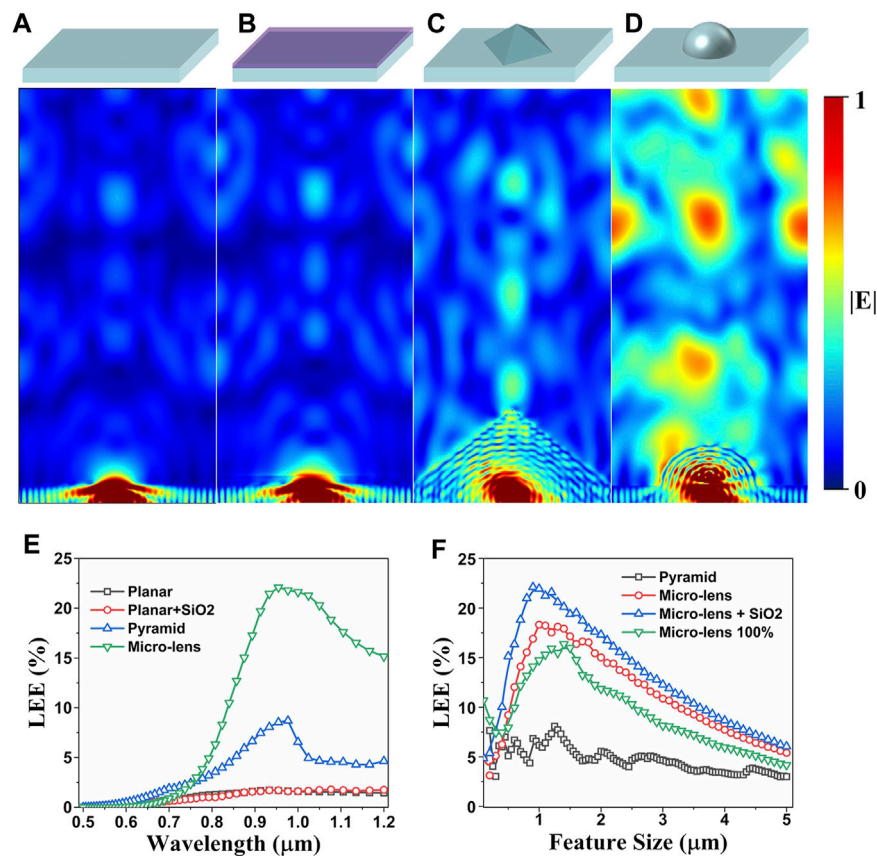 A B C D
1
|E|
0
E
25
20
15
10
5
0
LEE (%)
Planar
Planar+SiO2
Pyramid
Micro-lens
0.5 0.6 0.7 0.8 0.9 1.0 1.1 1.2
Wavelength (μm)
F
25
20
15
10
5
0
LEE (%)
Pyramid
Micro-lens
Micro-lens + SiO2
Micro-lens 100%
1 2 3 4 5
Feature Size (μm)